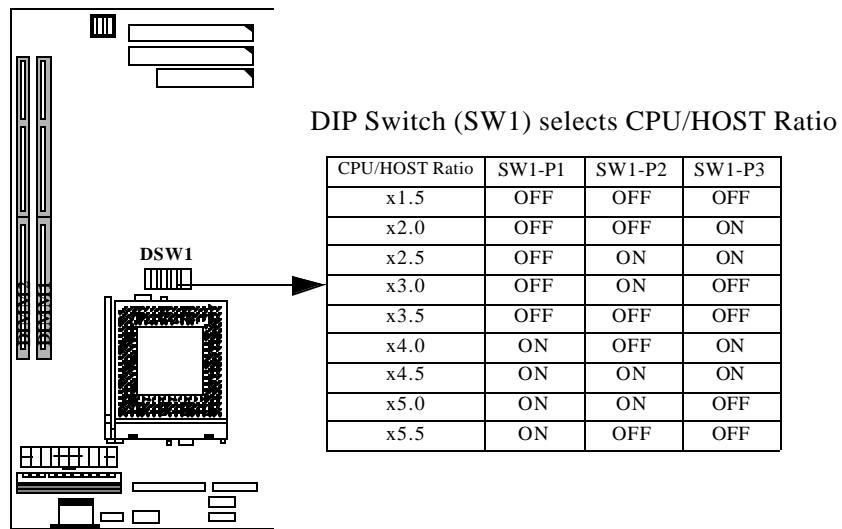 DIP Switch (SW1) selects CPU/HOST Ratio
CPU/HOST Ratio SW1-P1 SW1-P2 SW1-P3
x1.5 OFF OFF OFF
x2.0 OFF OFF ON
x2.5 OFF ON ON
x3.0 OFF ON OFF
x3.5 OFF OFF OFF
x4.0 ON OFF ON
x4.5 ON ON ON
x5.0 ON ON OFF
x5.5 ON OFF OFF
DSW1
DIMM2
DIMM1